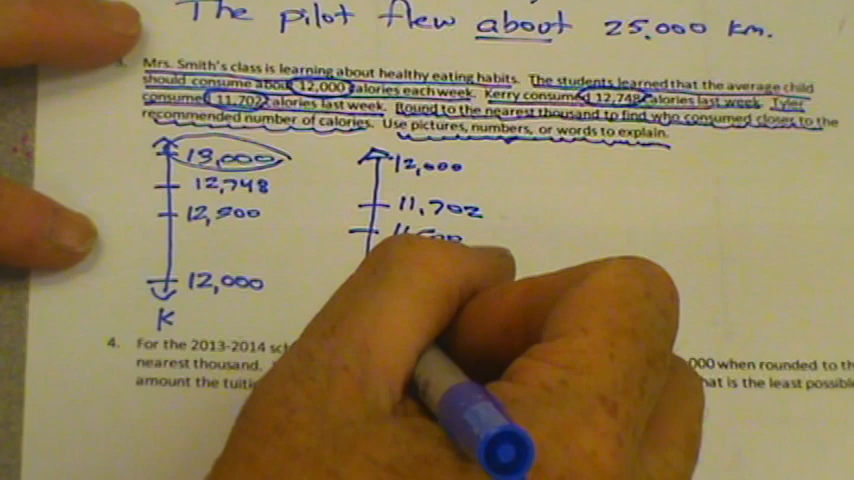 The pilot flew about 25,000 km.
3. Mrs. Smith's class is learning about healthy eating habits. The students learned that the average child
should consume about 12,000 calories each week. Kerry consumed 12,748 calories last week. Tyler
consumed 11,702 calories last week. Round to the nearest thousand to find who consumed closer to the
recommended number of calories. Use pictures, numbers, or words to explain.
13,000
12,748
12,500
12,000
K
12,000
11,702
4. For the 2013-2014
000 when rounded to th
nearest thousand.
hat is the least possibl
amount the